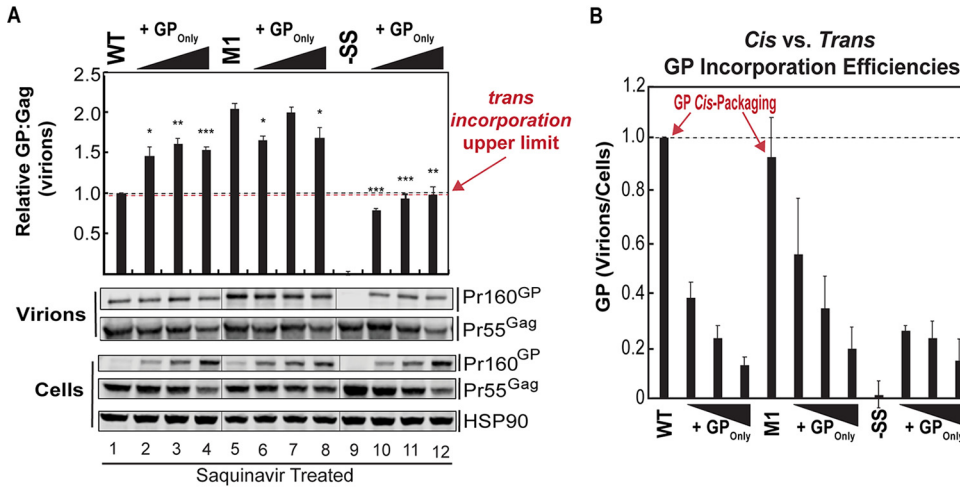 A
WT
+ GPOnly
M1
+ GPOnly
-SS
+ GPOnly
Relative GP:Gag
(virions)
2.5
2.0
1.5
1.0
0.5
*
**
***
*
*
***
***
**
trans
incorporation
upper limit
Virions
Pr160GP
Pr55Gag
Cells
Pr160GP
Pr55Gag
HSP90
1 2 3 4 5 6 7 8 9 10 11 12
Saquinavir Treated
B
Cis vs. Trans
GP Incorporation Efficiencies
GP Cis-Packaging
GP (Virions/Cells)
1.0
0.8
0.6
0.4
0.2
0
WT
+ GPOnly
M1
+ GPOnly
-SS
+ GPOnly